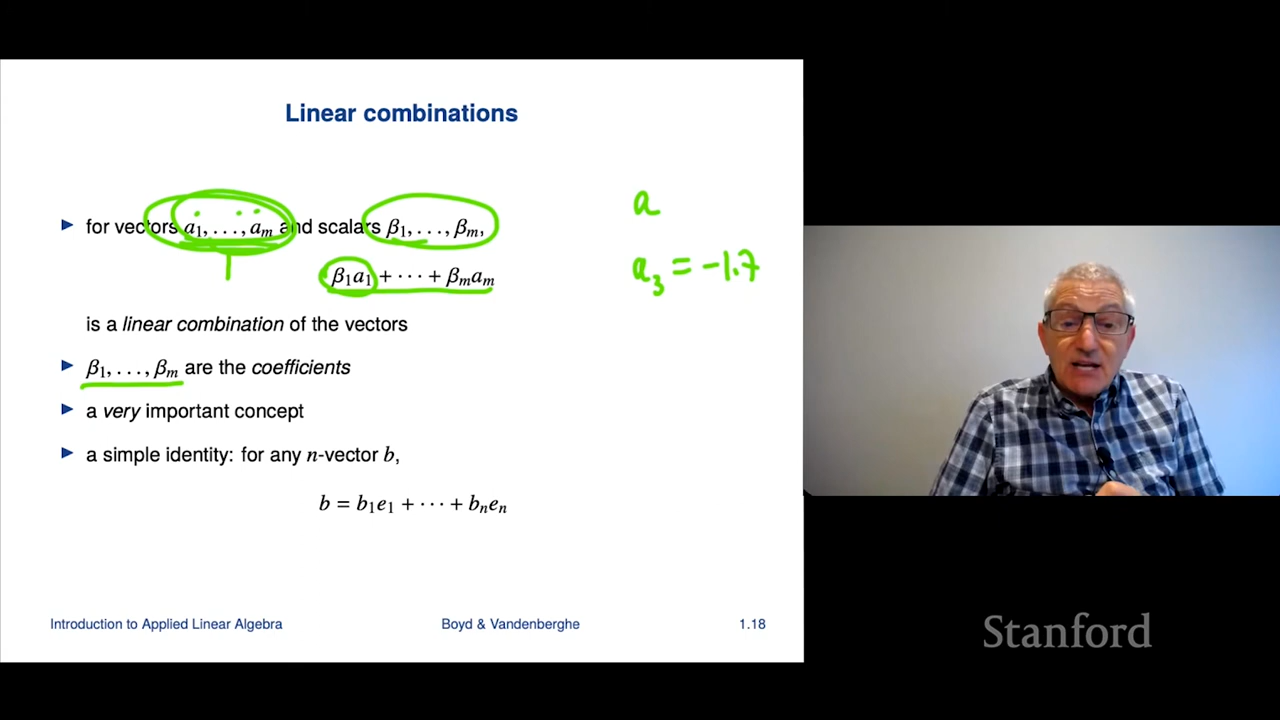 Linear combinations
▶ for vectors a₁, . . . , aₘ and scalars β₁, . . . , βₘ,
β₁a₁ + · · · + βₘaₘ
is a linear combination of the vectors
▶ β₁, . . . , βₘ are the coefficients
▶ a very important concept
▶ a simple identity: for any n-vector b,
b = b₁e₁ + · · · + bₙeₙ
a
a₃ = -1.7
Introduction to Applied Linear Algebra Boyd & Vandenberghe 1.18
Stanford